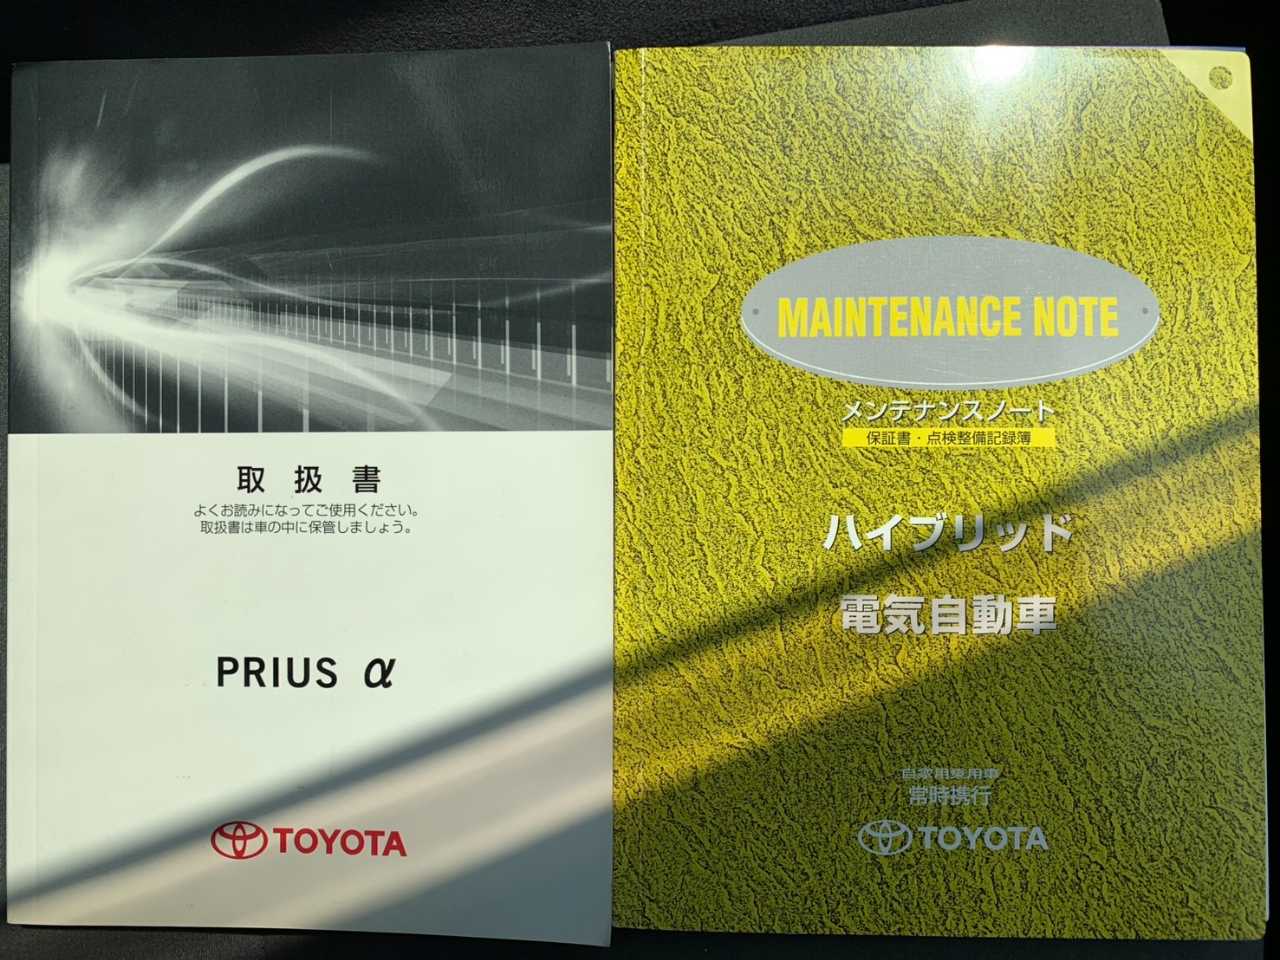 取扱書
よくお読みになってご使用ください。
取扱書は車の中に保管しましょう。
PRIUS α
TOYOTA
MAINTENANCE NOTE
メンテナンスノート
保証書・点検整備記録簿
ハイブリッド
電気自動車
自家用乗用車
常時携行
TOYOTA